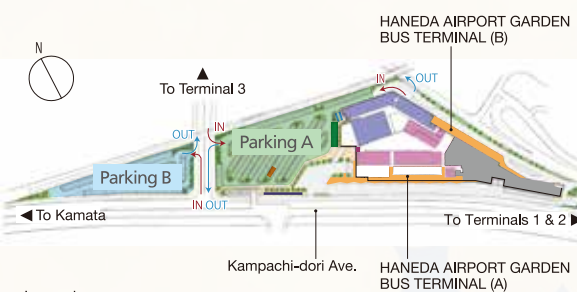 HANEDA AIRPORT GARDEN
BUS TERMINAL (B)
N
To Terminal 3
IN
OUT
OUT
IN
Parking A
Parking B
IN
OUT
To Kamata
To Terminals 1 & 2
Kampachi-dori Ave.
HANEDA AIRPORT GARDEN
BUS TERMINAL (A)